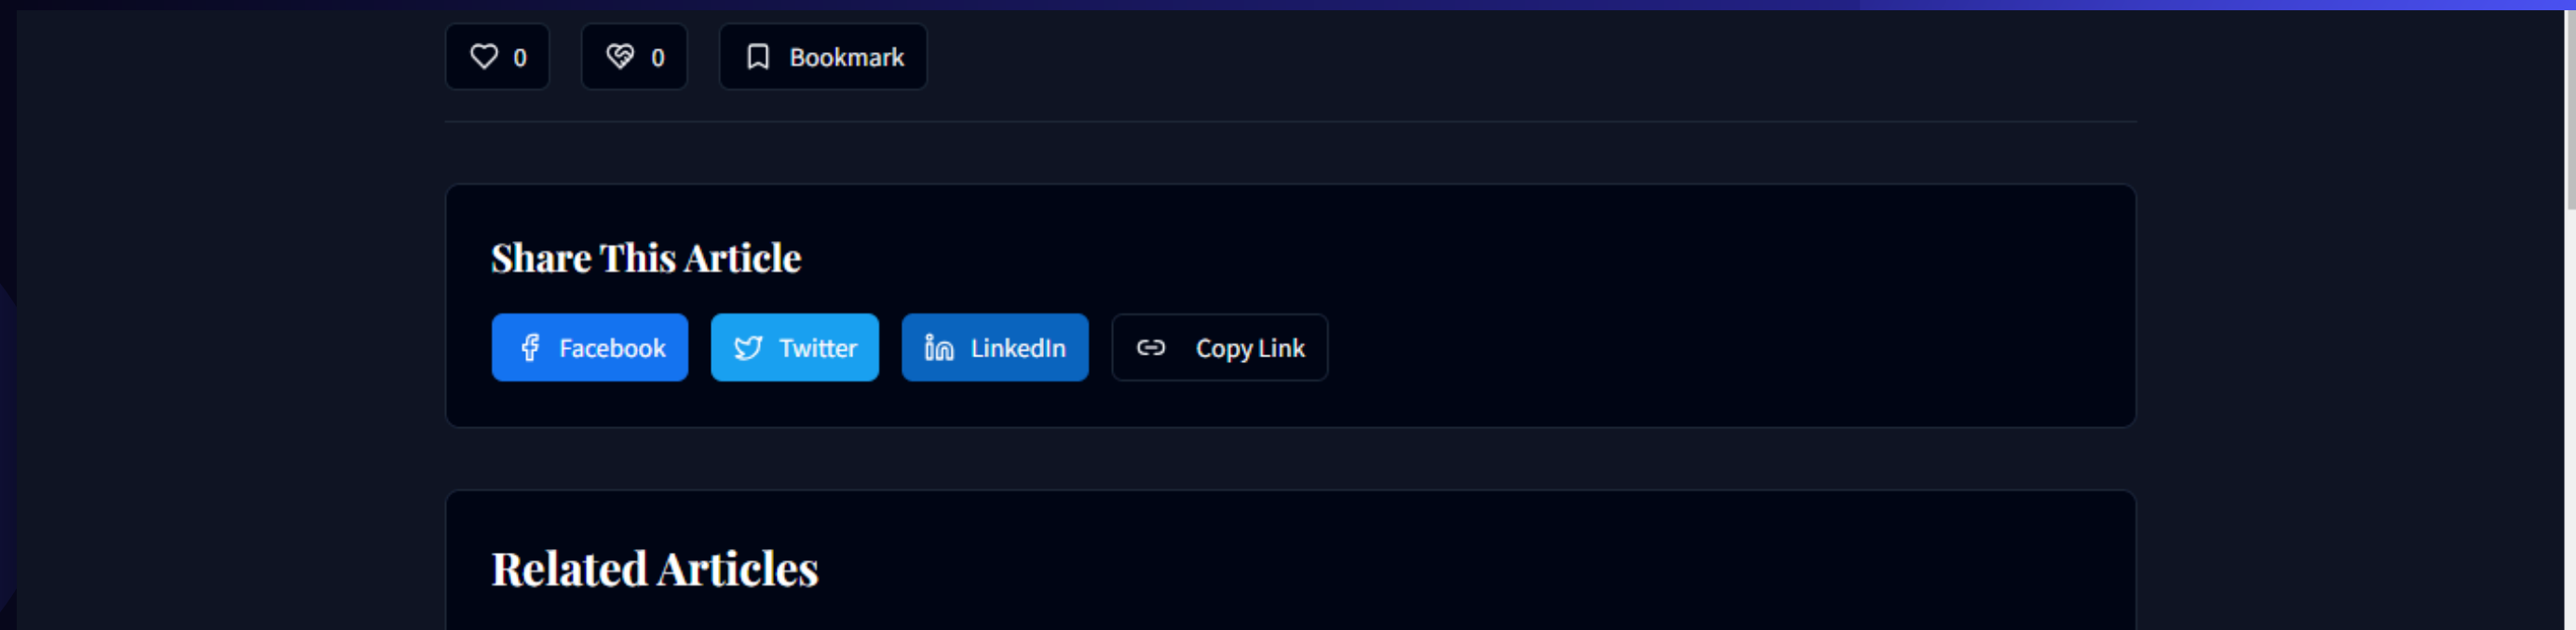 0 0 Bookmark
Share This Article
Facebook Twitter LinkedIn Copy Link
Related Articles